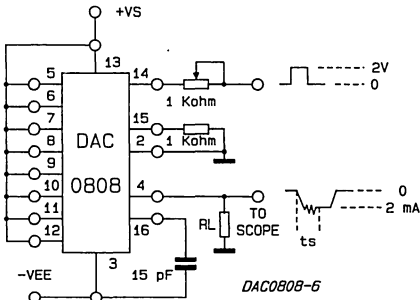 +VS
13
5
6
7
8
9
10
11
12
14
15
2
4
16
3
DAC
0808
1 Kohm
1 Kohm
2V
0
RL
TO
SCOPE
0
2 mA
ts
-VEE
15 pF
DAC0808-6